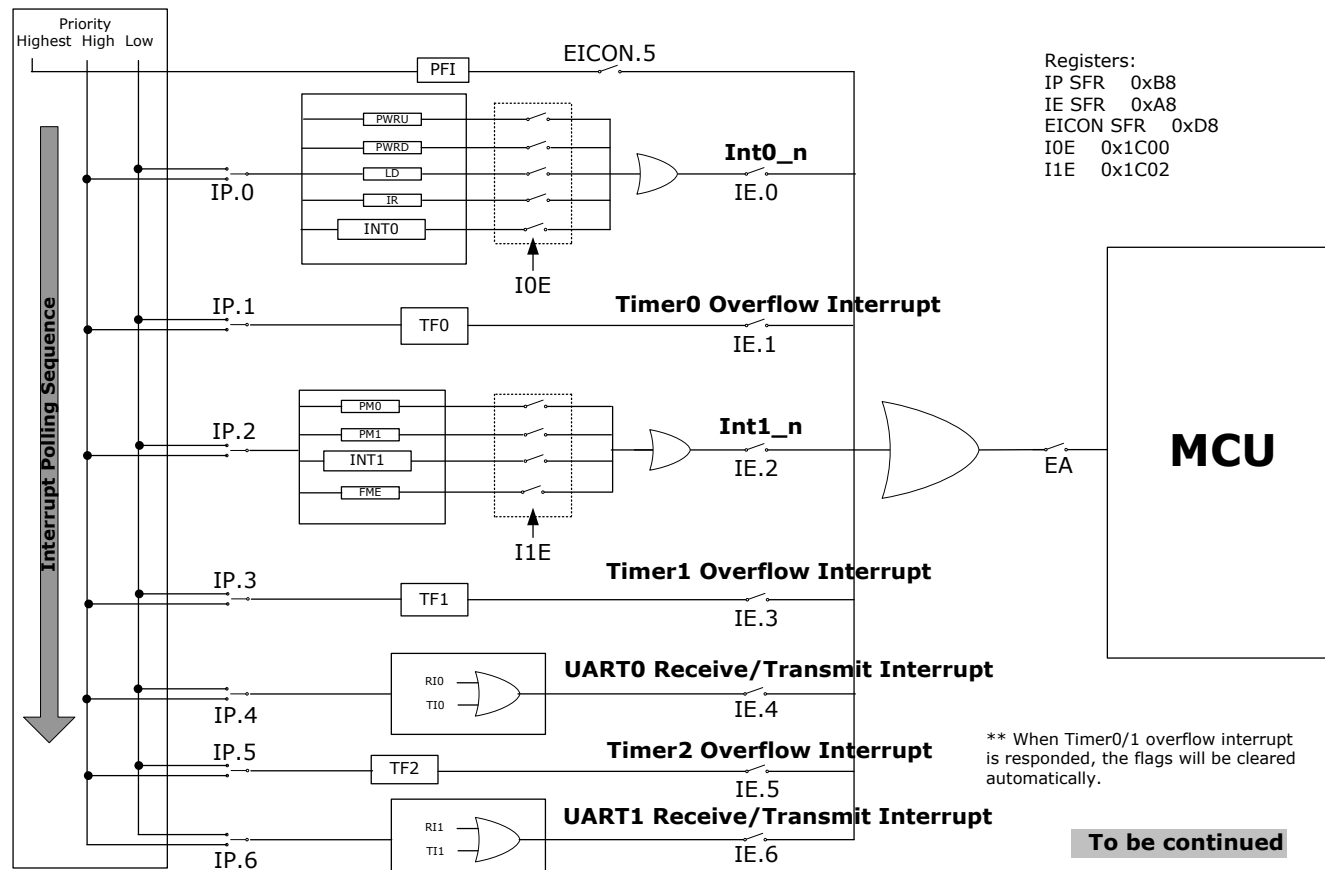 Priority
Highest High Low
PFI
EICON.5
Registers:
IP SFR 0xB8
IE SFR 0xA8
EICON SFR 0xD8
I0E 0x1C00
I1E 0x1C02
PWRU
PWRD
LD
IR
INT0
IP.0
I0E
Int0_n
IE.0
Interrupt Polling Sequence
IP.1
TF0
Timer0 Overflow Interrupt
IE.1
IP.2
PM0
PM1
INT1
FME
I1E
Int1_n
IE.2
EA
MCU
IP.3
TF1
Timer1 Overflow Interrupt
IE.3
IP.4
RI0
TI0
UART0 Receive/Transmit Interrupt
IE.4
IP.5
TF2
Timer2 Overflow Interrupt
IE.5
** When Timer0/1 overflow interrupt
is responded, the flags will be cleared
automatically.
IP.6
RI1
TI1
UART1 Receive/Transmit Interrupt
IE.6
To be continued